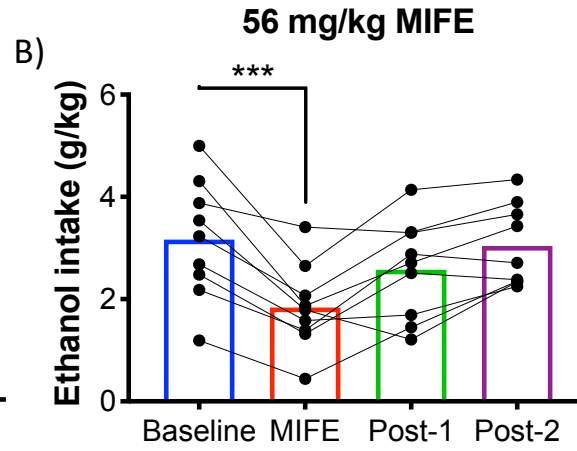 56 mg/kg MIFE
B)
***
Ethanol intake (g/kg)
6
4
2
0
Baseline MIFE Post-1 Post-2